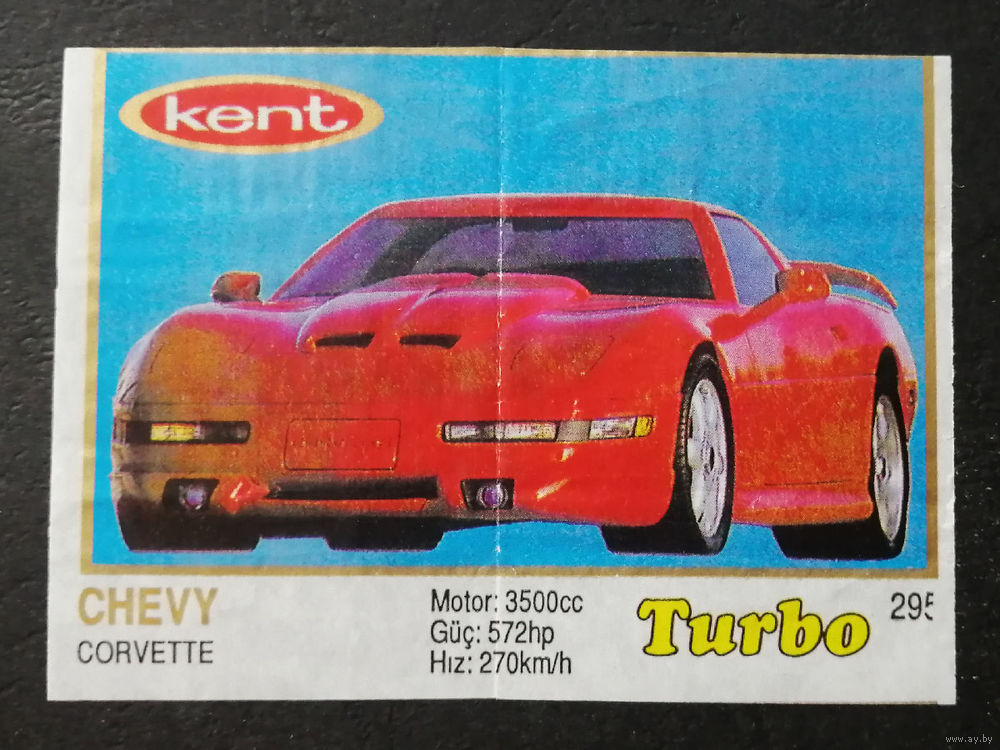 kent
CHEVY
CORVETTE
Motor: 3500cc
Güç: 572hp
Hız: 270km/h
Turbo
295
www.ay.by